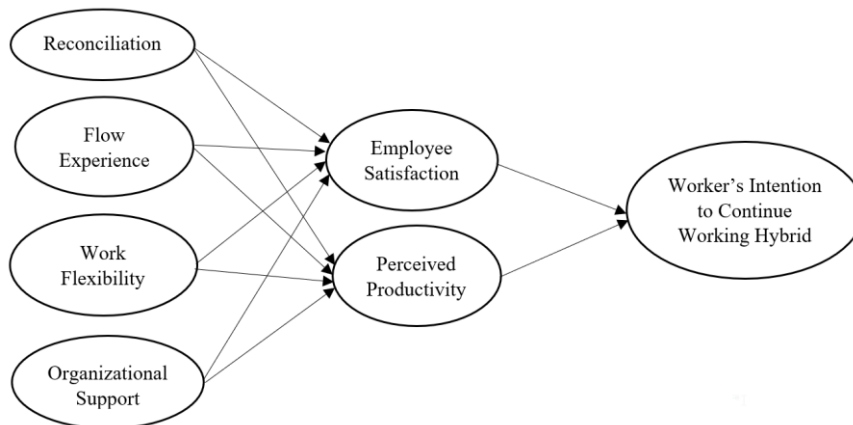 Reconciliation
Flow
Experience
Work
Flexibility
Organizational
Support
Employee
Satisfaction
Perceived
Productivity
Worker’s Intention
to Continue
Working Hybrid